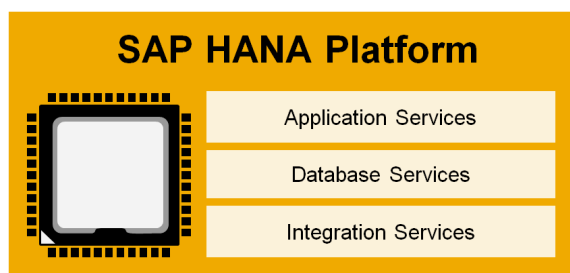 SAP HANA Platform
Application Services
Database Services
Integration Services